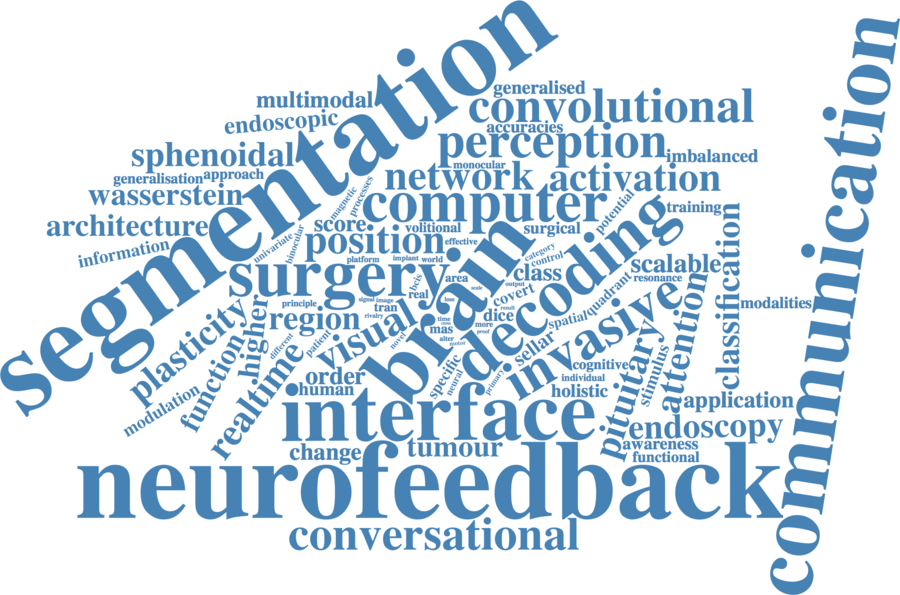 segmentation
communication
multimodal
generalised
convolutional
endoscopic
accuracies
perception
sphenoidal
monocular
imbalanced
generalisation
approach
network
activation
wasserstein
magnetic
processes
computer
potential
training
architecture
score
volitional
surgical
information
univariate
binocular
position
effective
decoding
category
control
platform
implant
world
surgery
brain
class
scalable
resonance
classification
bcis
area
scale
output
real
covert
quadrant
principle
signal
image
loss
result
modalities
tran
rivalry
region
time
dice
spatial
invasive
plasticity
higher
visual
mas
more
proof
alter
motor
novel
sellar
attention
function
different
patient
realtime
order
specific
neural
primary
cognitive
stimulus
pituitary
human
individual
holistic
modulation
application
interface
endoscopy
change
tumour
awareness
functional
neurofeedback
conversational